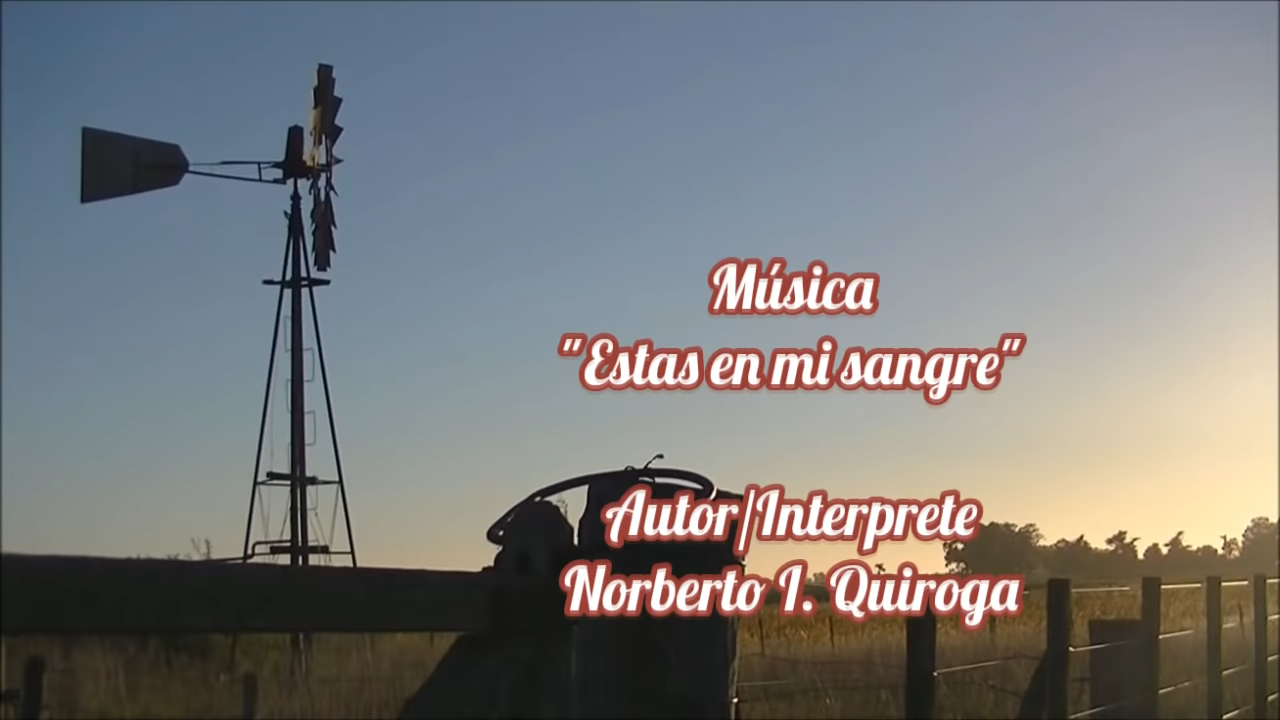 Música
"Estas en mi sangre"
Autor/Interprete
Norberto I. Quiroga